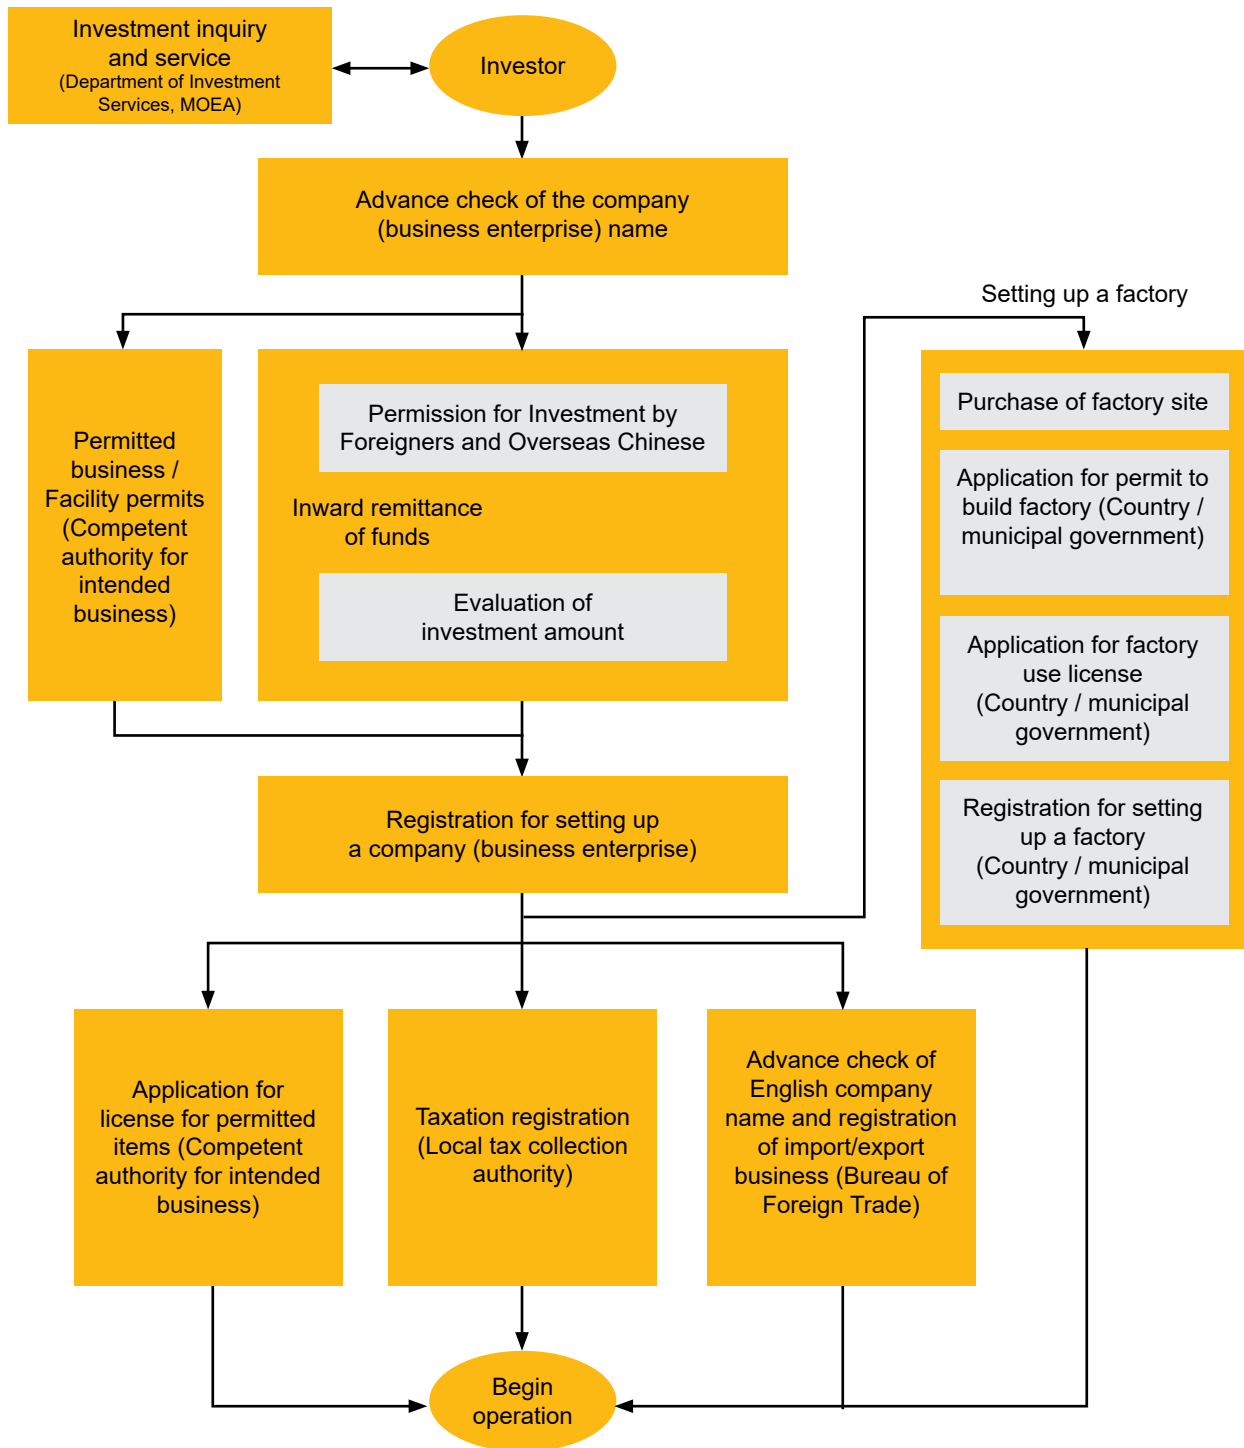 Investment inquiry
and service
(Department of Investment
Services, MOEA)
Investor
Advance check of the company
(business enterprise) name
Setting up a factory
Permitted
business /
Facility permits
(Competent
authority for
intended
business)
Permission for Investment by
Foreigners and Overseas Chinese
Inward remittance
of funds
Evaluation of
investment amount
Purchase of factory site
Application for permit to
build factory (Country /
municipal government)
Application for factory
use license
(Country / municipal
government)
Registration for setting
up a factory
(Country / municipal
government)
Registration for setting up
a company (business enterprise)
Application for
license for permitted
items (Competent
authority for intended
business)
Taxation registration
(Local tax collection
authority)
Advance check of
English company
name and registration
of import/export
business (Bureau of
Foreign Trade)
Begin
operation